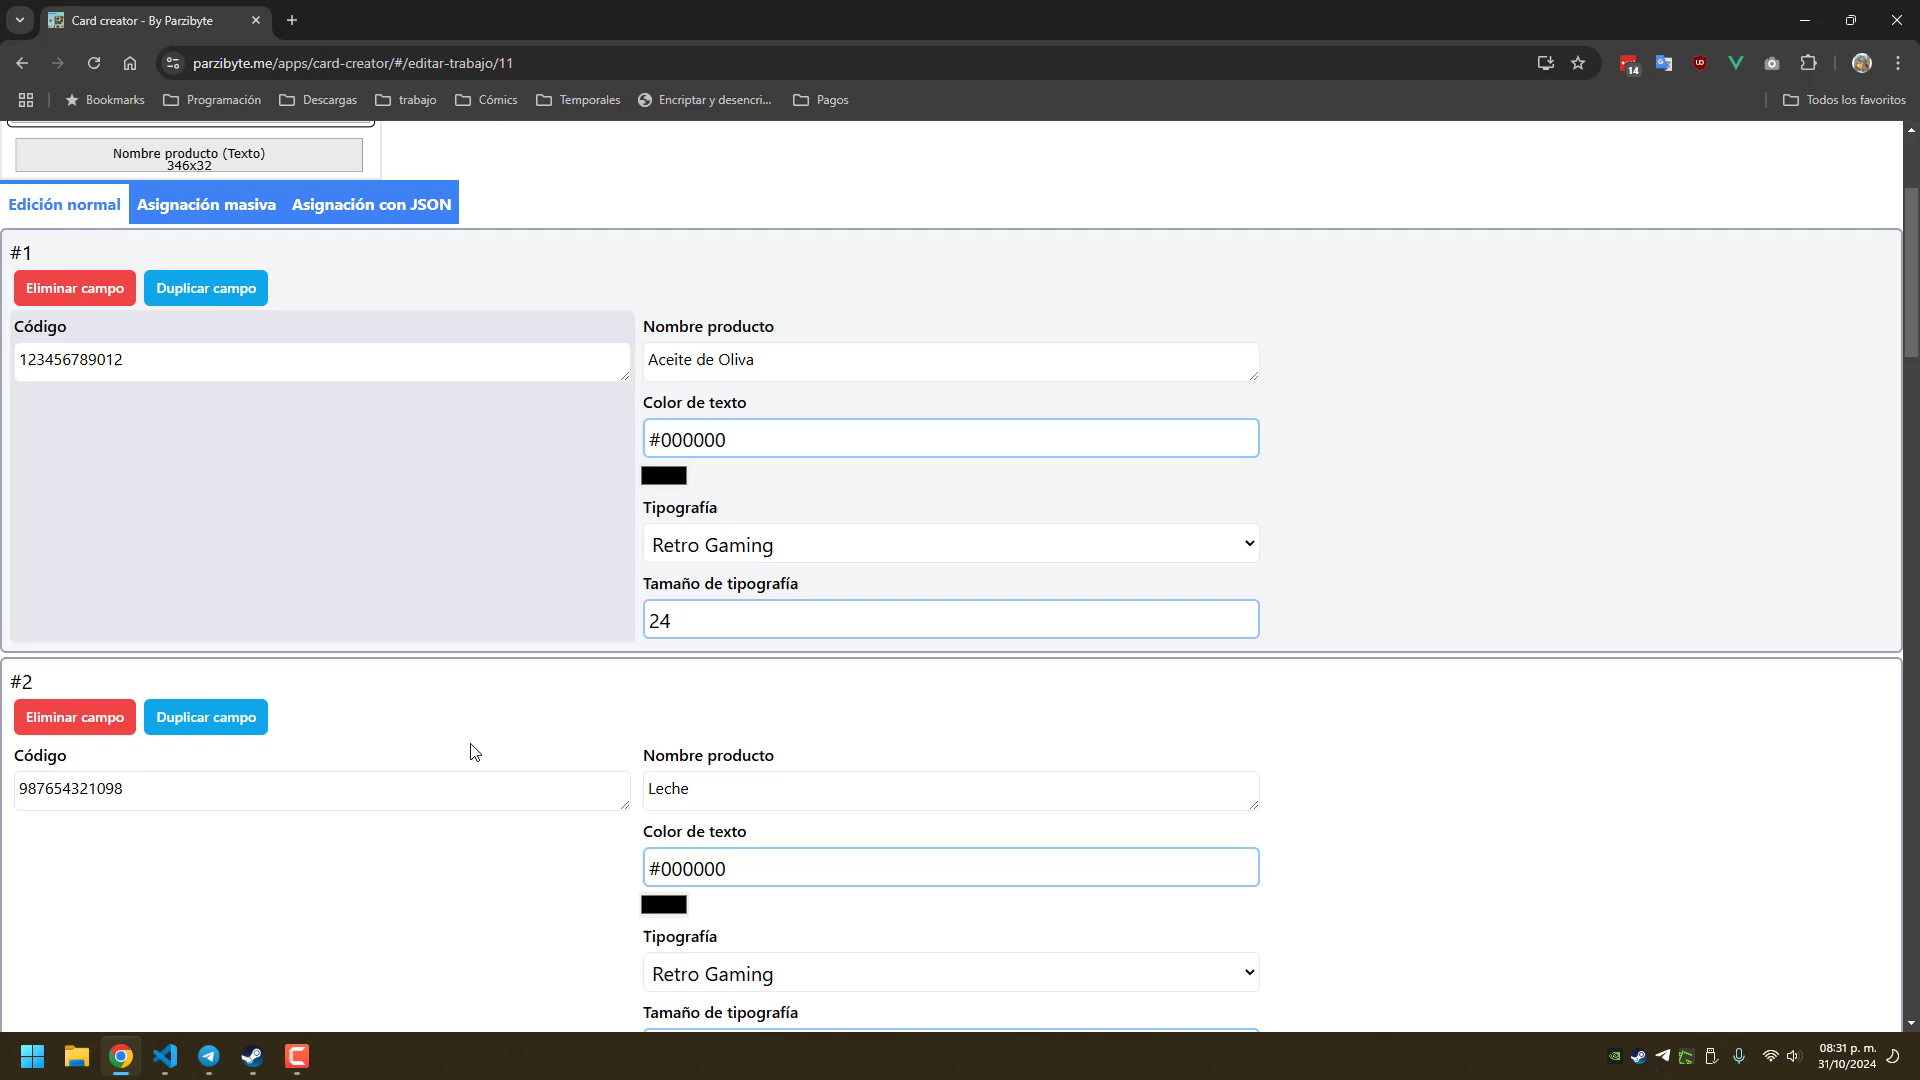 Card creator - By Parzibyte
parzibyte.me/apps/card-creator/#/editar-trabajo/11
14
Bookmarks
Programación
Descargas
trabajo
Cómics
Temporales
Encriptar y desencri...
Pagos
Todos los favoritos
Nombre producto (Texto)
346x32
Edición normal
Asignación masiva
Asignación con JSON
#1
Eliminar campo
Duplicar campo
Código
123456789012
Nombre producto
Aceite de Oliva
Color de texto
#000000
Tipografía
Retro Gaming
Tamaño de tipografía
24
#2
Eliminar campo
Duplicar campo
Código
987654321098
Nombre producto
Leche
Color de texto
#000000
Tipografía
Retro Gaming
Tamaño de tipografía
08:31 p. m.
31/10/2024